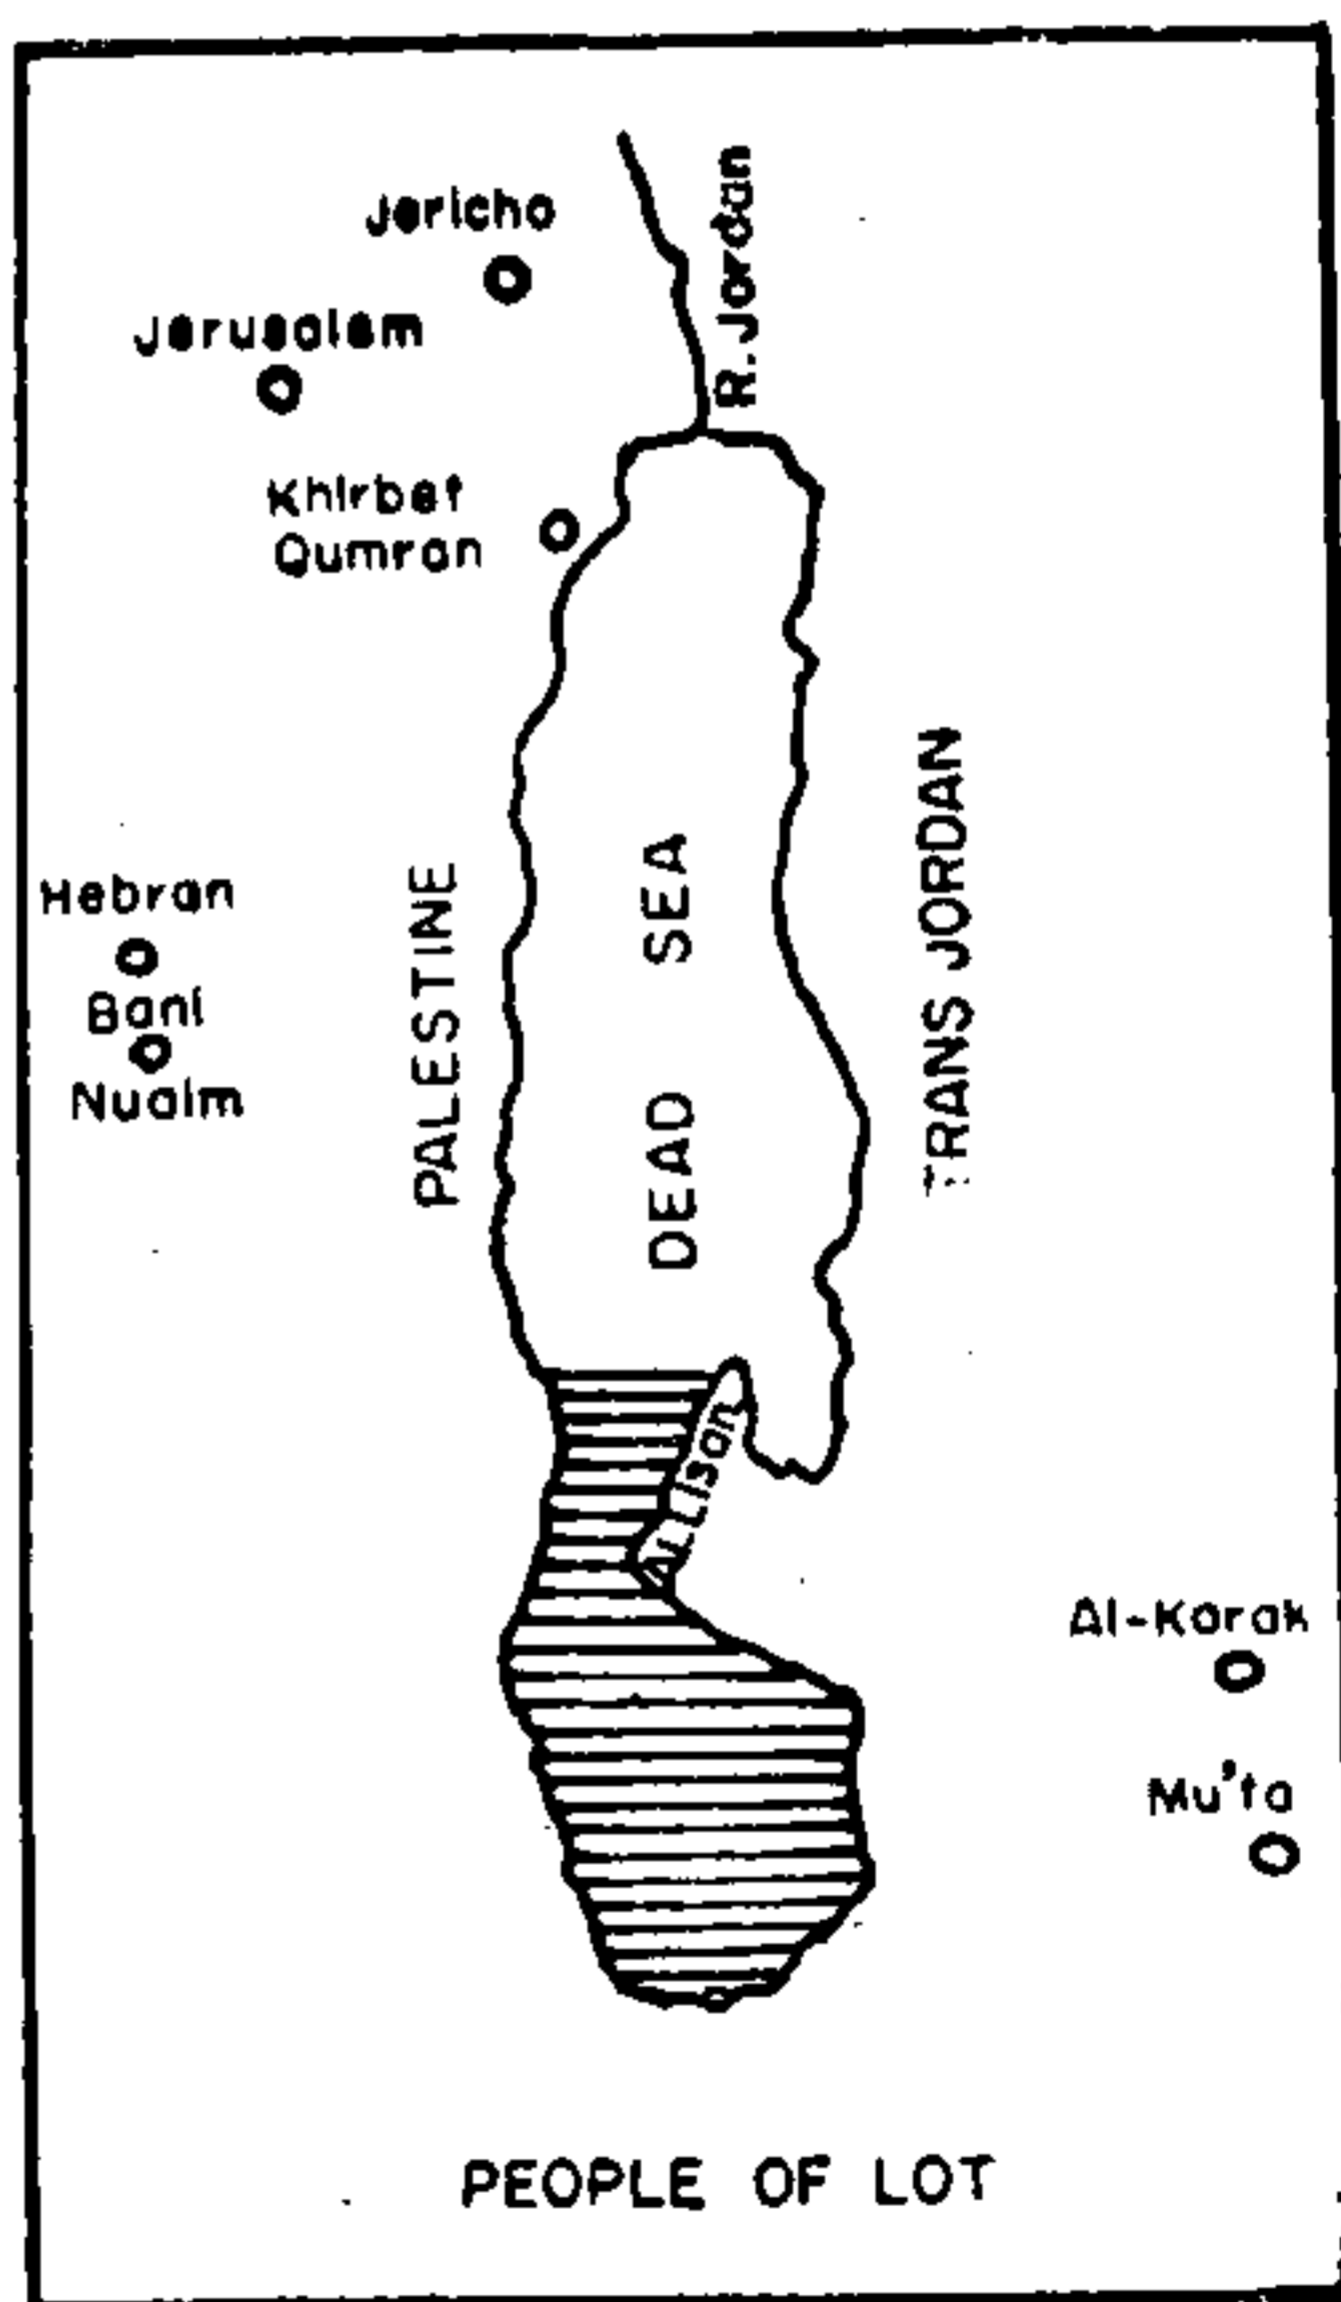 Jericho
R. Jordan
Jerusalem
Khirbet
Qumran
Hebran
Bani
Nuaim
PALESTINE
DEAD SEA
TRANS JORDAN
Al Lisan
Al-Karak
Mu'ta
PEOPLE OF LOT